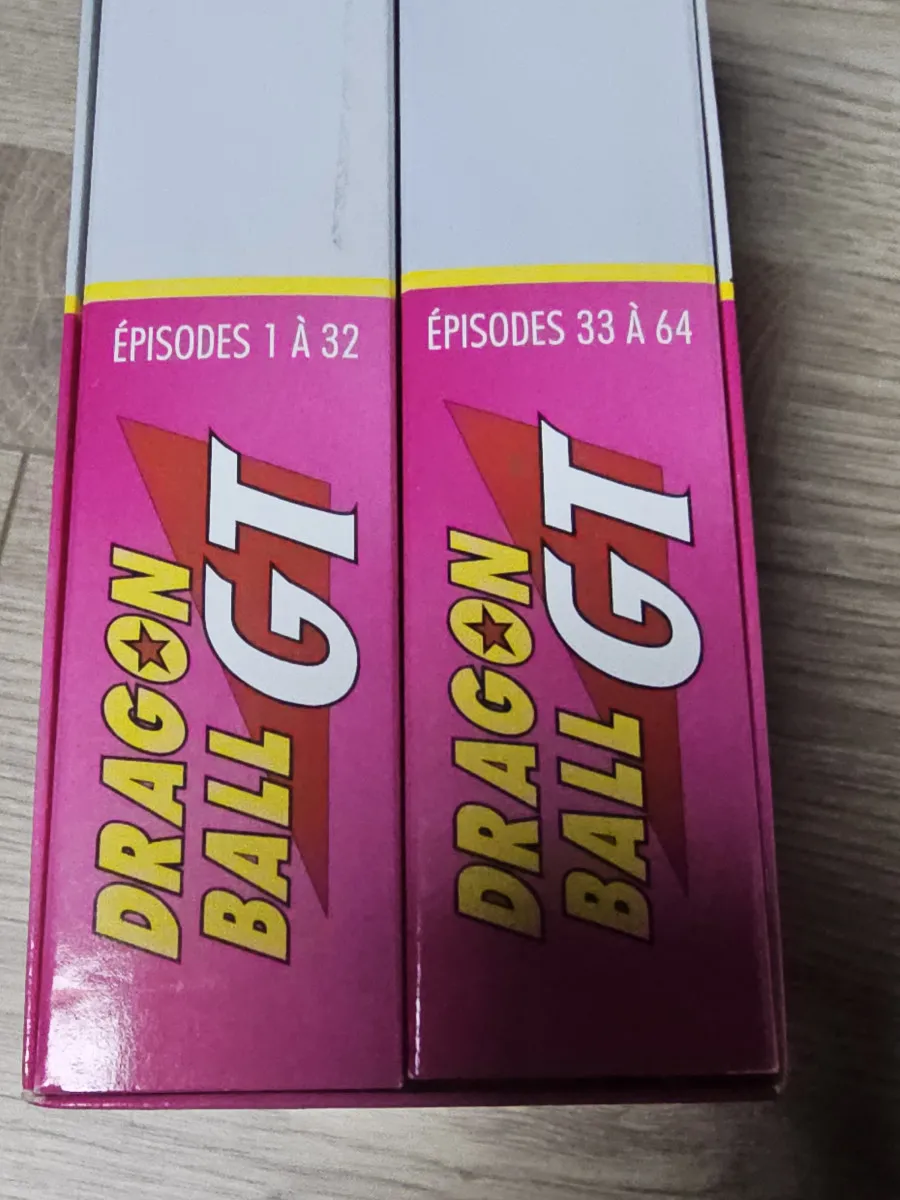 ÉPISODES 1 À 32
DRAGON
BALL GT
ÉPISODES 33 À 64
DRAGON
BALL GT